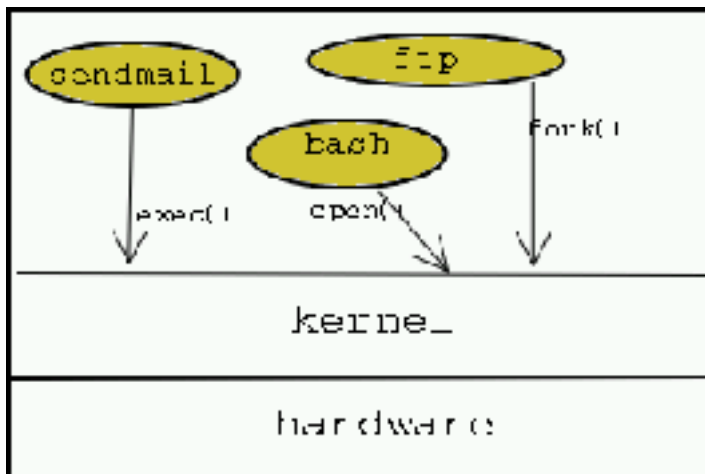 sendmail
ftp
bash
fork()
exec()
open()
kernel
hardware